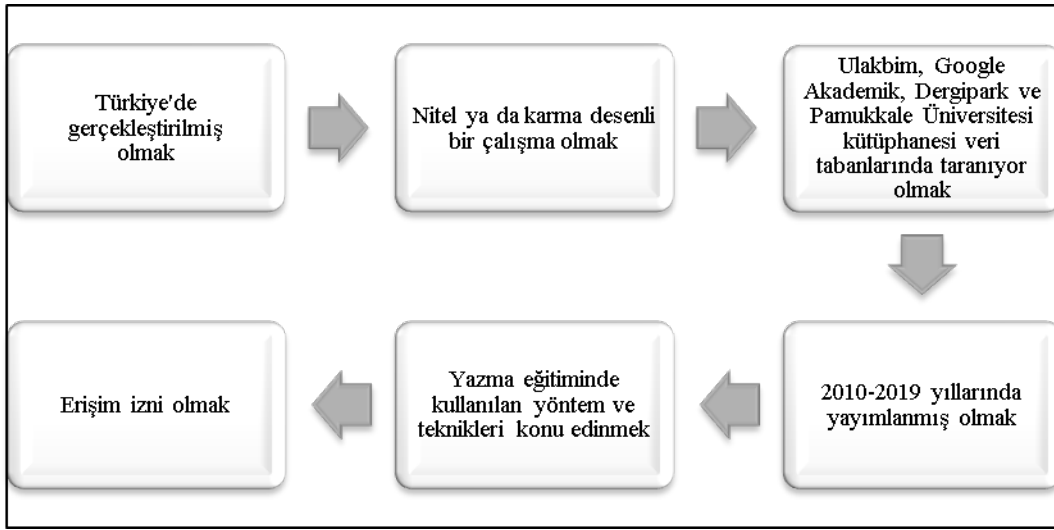 Türkiye'de
gerçekleştirilmiş
olmak
Nitel ya da karma desenli
bir çalışma olmak
Ulakbim, Google
Akademik, Dergipark ve
Pamukkale Üniversitesi
kütüphanesi veri
tabanlarında taranıyor
olmak
2010-2019 yıllarında
yayımlanmış olmak
Yazma eğitiminde
kullanılan yöntem ve
teknikleri konu edinmek
Erişim izni olmak